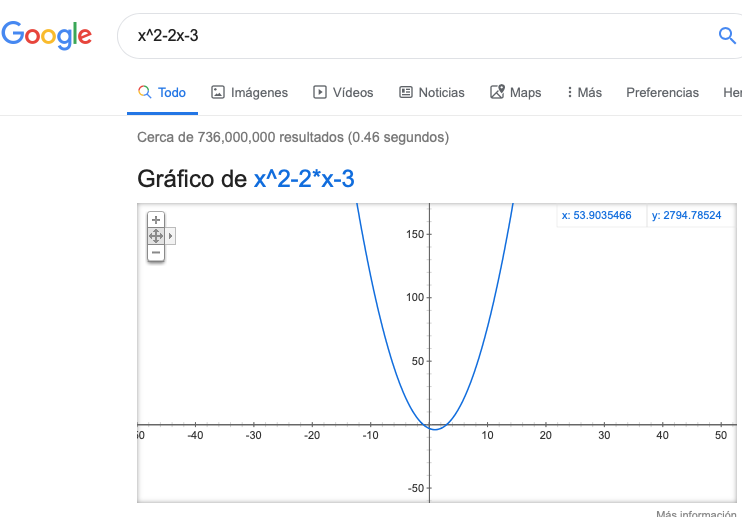 Google
x^2-2x-3
Todo Imágenes Vídeos Noticias Maps Más Preferencias
Cerca de 736,000,000 resultados (0.46 segundos)
Gráfico de x^2-2*x-3
x: 53.9035466 y: 2794.78524
150
100
50
-40 -30 -20 -10 10 20 30 40 50
-50
Más información